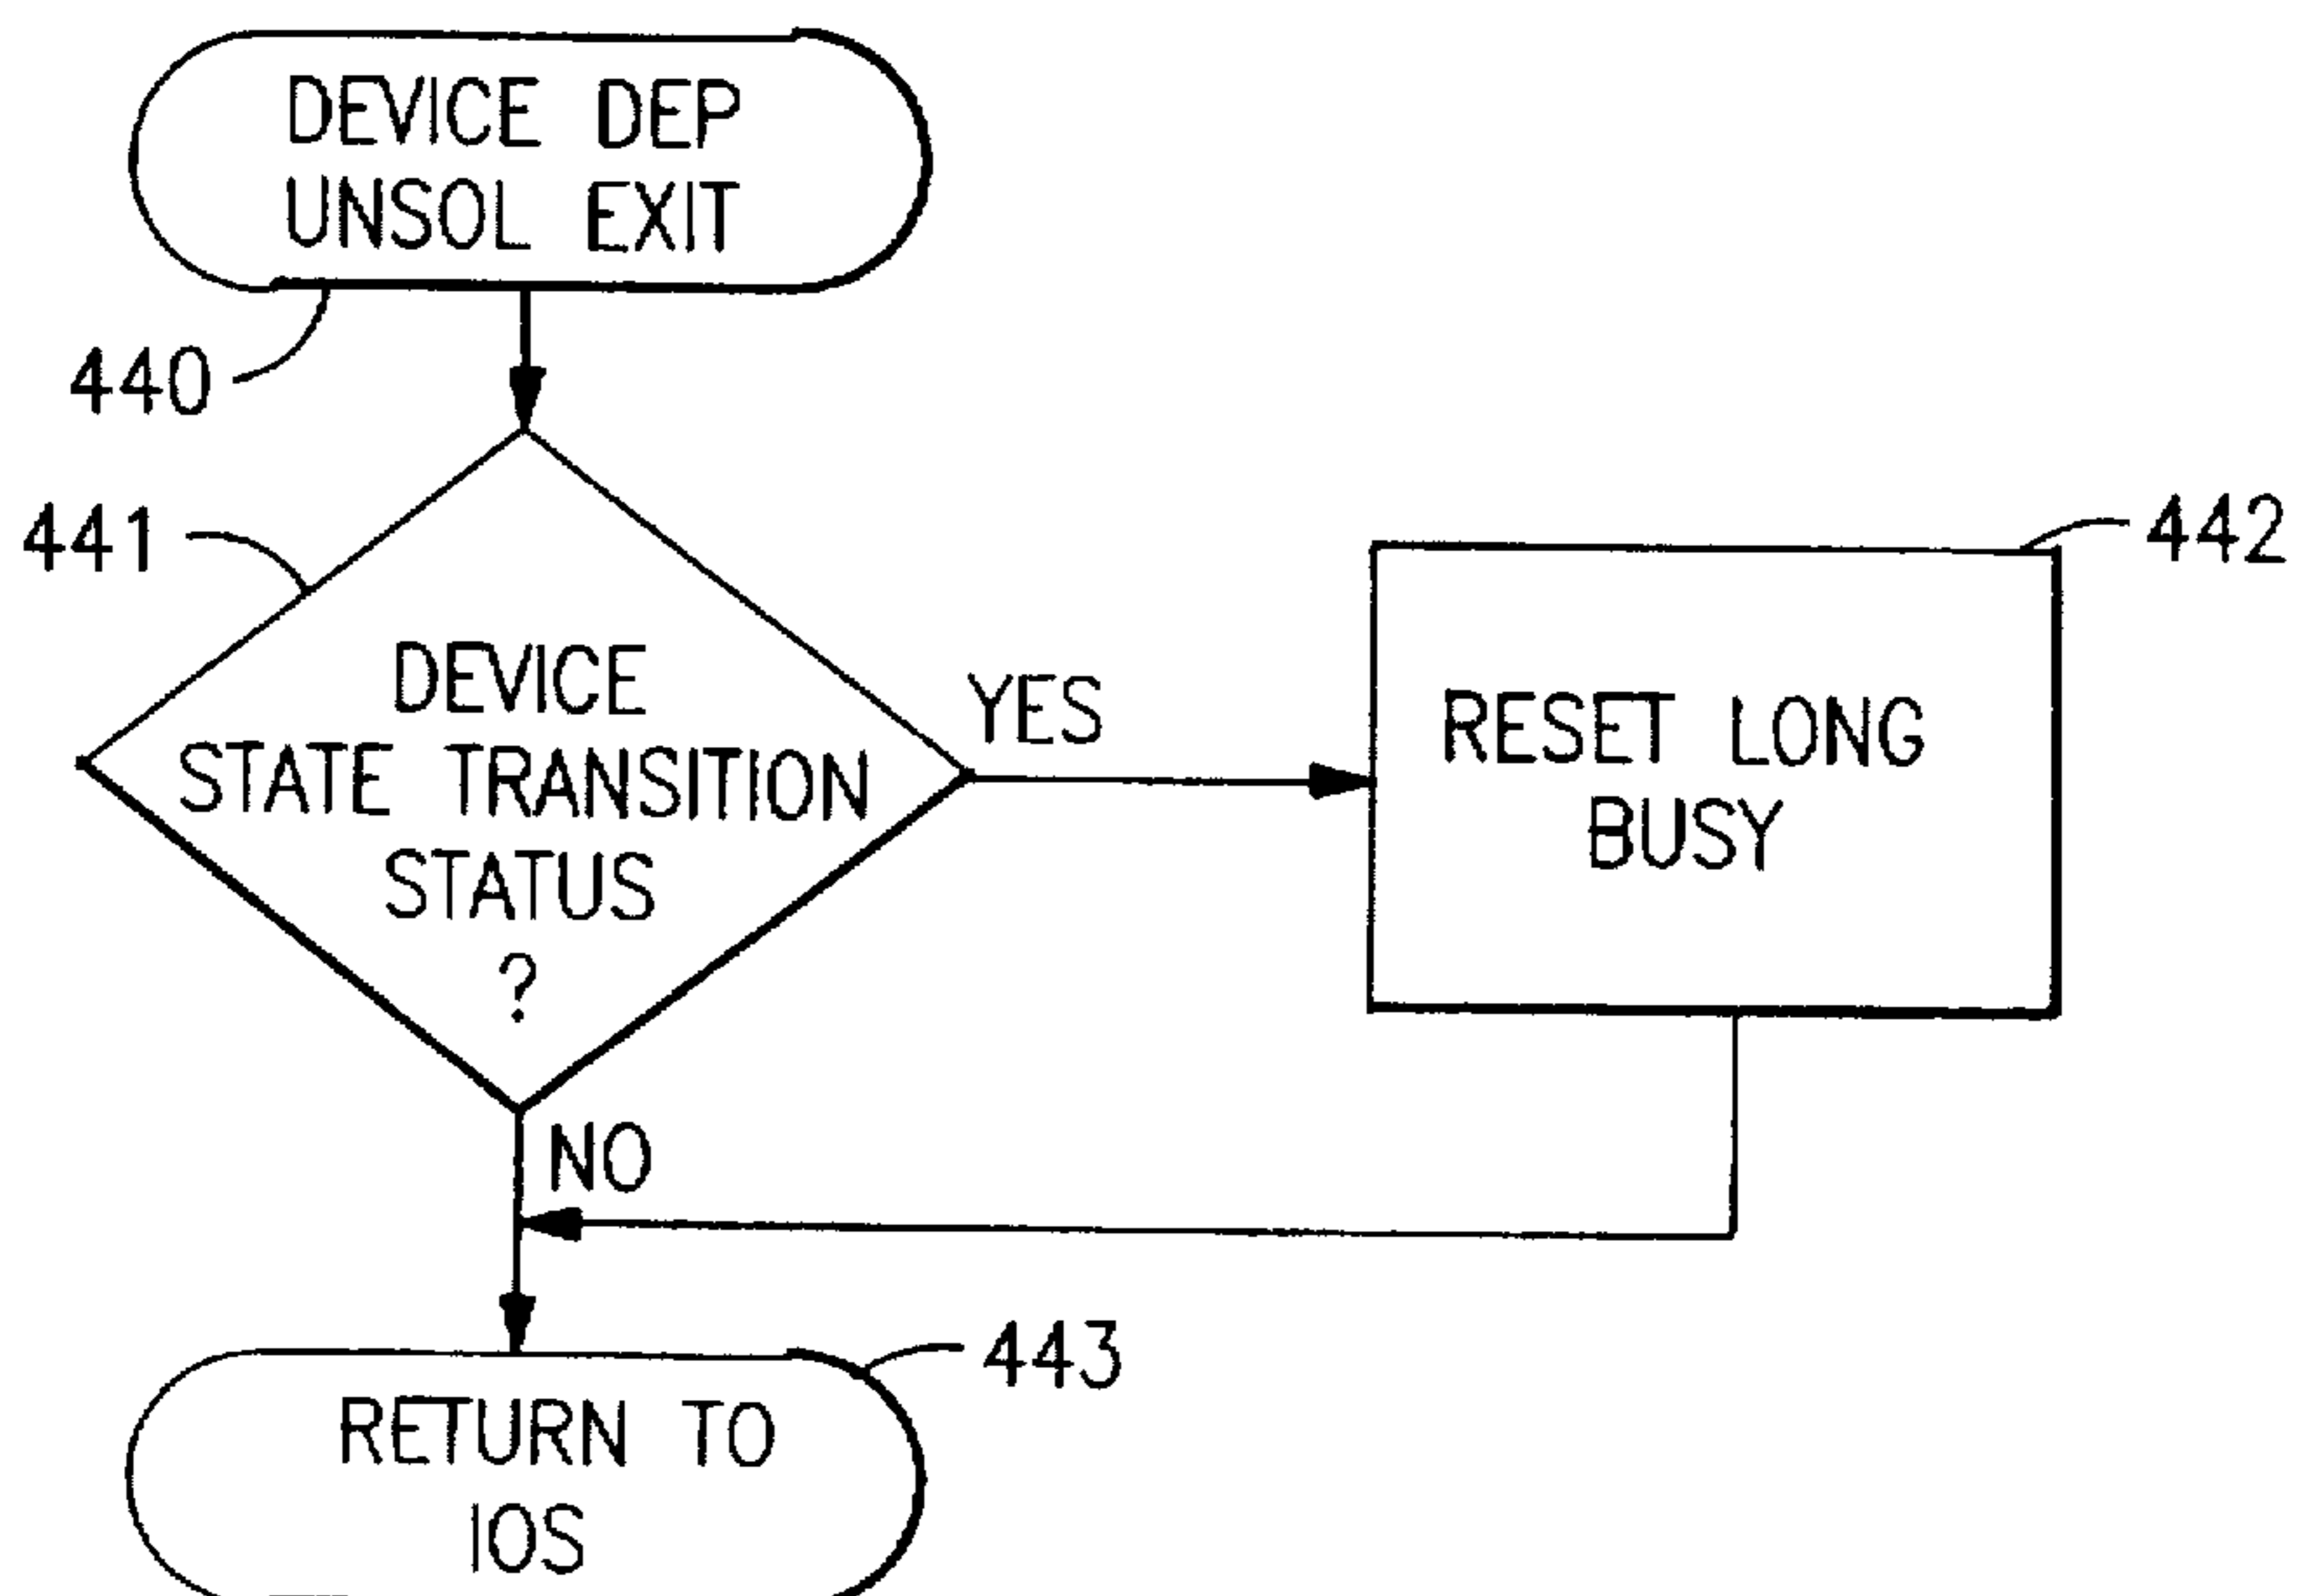 DEVICE DEP
UNSOL EXIT
440
441
DEVICE
STATE TRANSITION
STATUS
?
YES
442
RESET LONG
BUSY
NO
443
RETURN TO
IOS